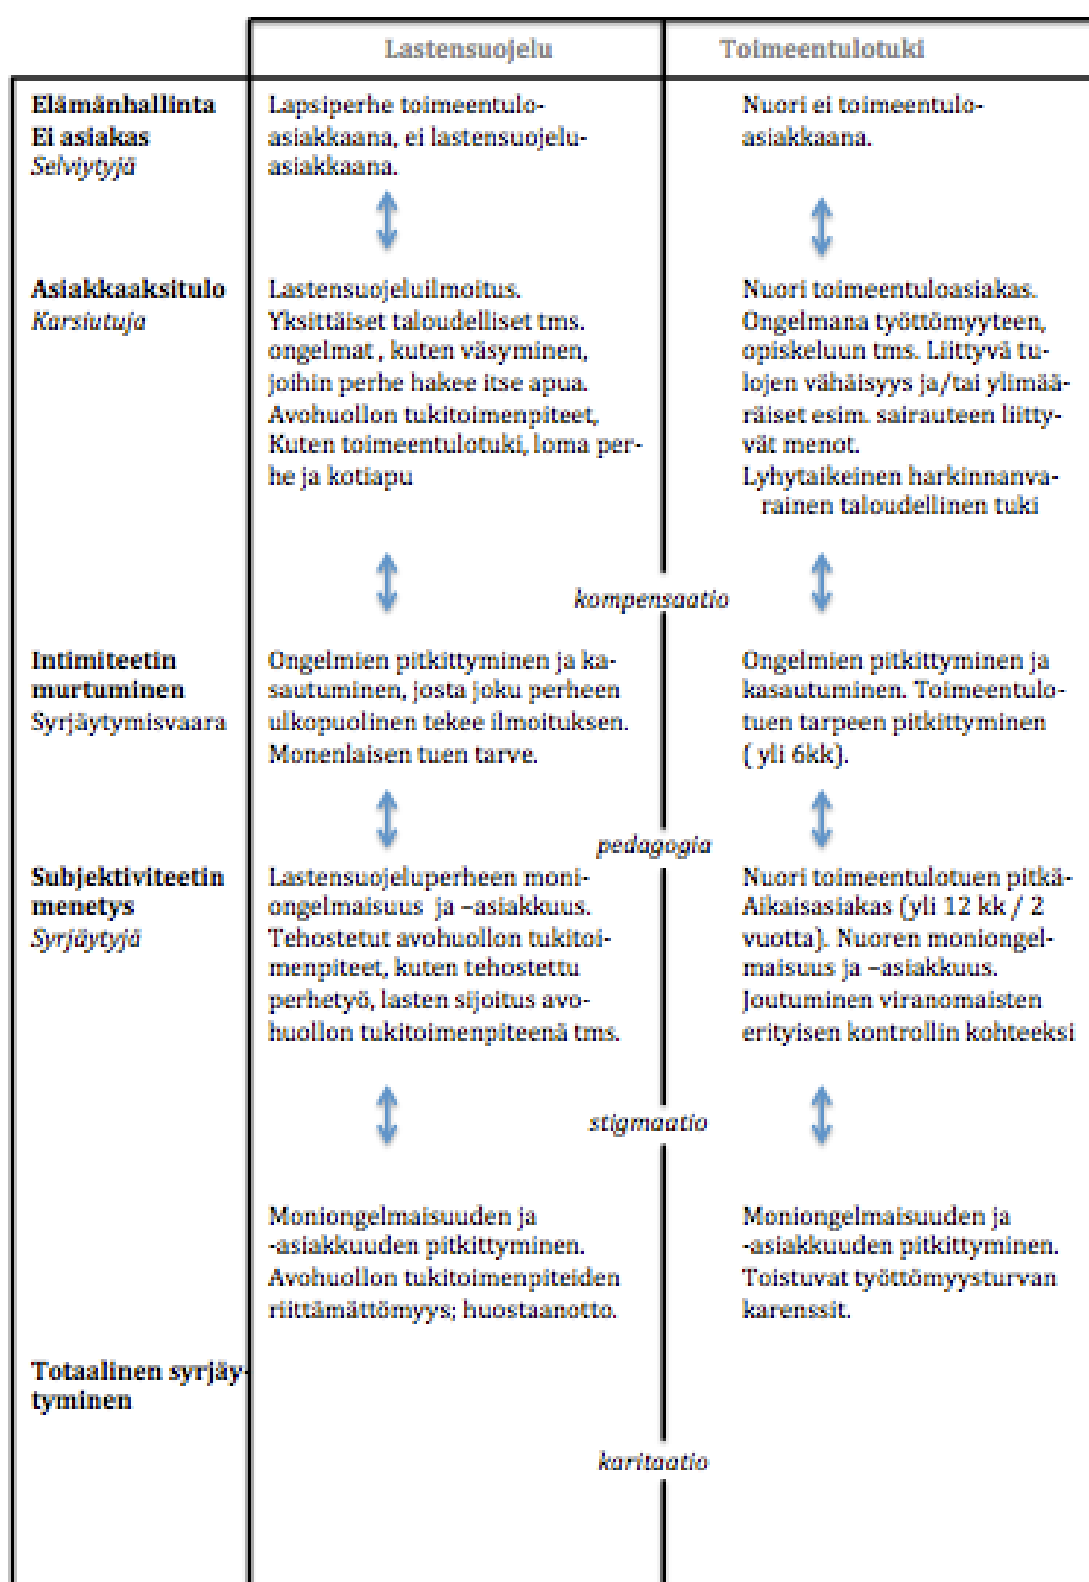 Lastensuojelu
Toimeentulotuki
Elämänhallinta
Ei asiakas
Selviytyjä
Lapsiperhe toimeentulo-
asiakkaana, ei lastensuojelu-
asiakkaana.
Nuori ei toimeentulo-
asiakkaana.
Asiakkaaksitulo
Karsiutuja
Lastensuojeluilmoitus.
Yksittäiset taloudelliset tms.
ongelmat , kuten väsyminen,
joihin perhe hakee itse apua.
Avohuollon tukitoimenpiteet,
Kuten toimeentulotuki, loma per-
he ja kotiapu
Nuori toimeentuloasiakas.
Ongelmana työttömyyteen,
opiskeluun tms. Liittyvä tu-
lojen vähäisyys ja/tai ylimää-
räiset esim. sairauteen liitty-
vät menot.
Lyhytaikeinen harkinnanva-
rainen taloudellinen tuki
kompensaatio
Intimiteetin
murtuminen
Syrjäytymisvaara
Ongelmien pitkittyminen ja ka-
sautuminen, josta joku perheen
ulkopuolinen tekee ilmoituksen.
Monenlaisen tuen tarve.
Ongelmien pitkittyminen ja
kasautuminen. Toimeentulo-
tuen tarpeen pitkittyminen
( yli 6kk).
pedagogia
Subjektiviteetin
menetys
Syrjäytyjä
Lastensuojeluperheen moni-
ongelmaisuus ja –asiakkuus.
Tehostetut avohuollon tukitoi-
menpiteet, kuten tehostettu
perhetyö, lasten sijoitus avo-
huollon tukitoimenpiteenä tms.
Nuori toimeentulotuen pitkä-
Aikaisasiakas (yli 12 kk / 2
vuotta). Nuoren moniongel-
maisuus ja –asiakkuus.
Joutuminen viranomaisten
erityisen kontrollin kohteeksi
stigmaatio
Moniongelmaisuuden ja
-asiakkuuden pitkittyminen.
Avohuollon tukitoimenpiteiden
riittämättömyys; huostaanotto.
Moniongelmaisuuden ja
-asiakkuuden pitkittyminen.
Toistuvat työttömyysturvan
karenssit.
Totaalinen syrjäy-
tyminen
karitaatio